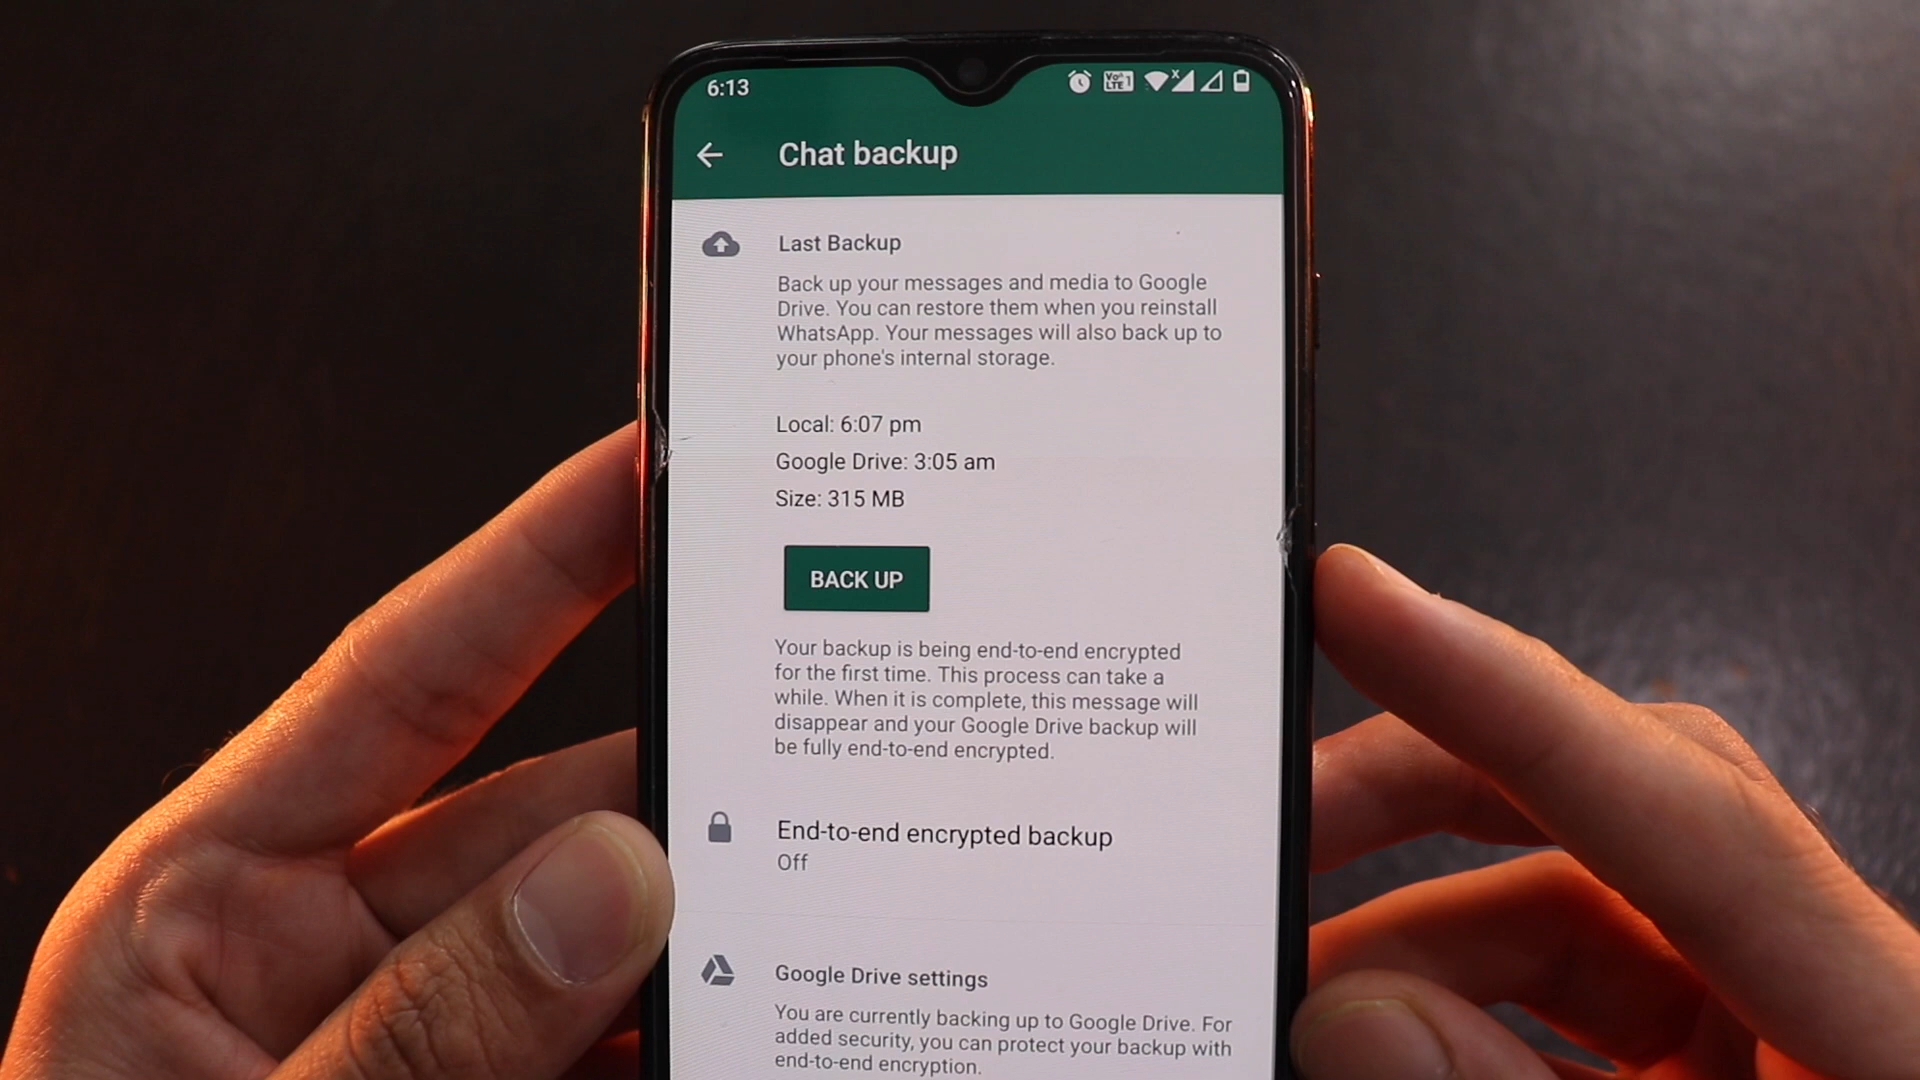 6:13
Vo)) LTE 1
Chat backup
Last Backup
Back up your messages and media to Google
Drive. You can restore them when you reinstall
WhatsApp. Your messages will also back up to
your phone's internal storage.
Local: 6:07 pm
Google Drive: 3:05 am
Size: 315 MB
BACK UP
Your backup is being end-to-end encrypted
for the first time. This process can take a
while. When it is complete, this message will
disappear and your Google Drive backup will
be fully end-to-end encrypted.
End-to-end encrypted backup
Off
Google Drive settings
You are currently backing up to Google Drive. For
added security, you can protect your backup with
end-to-end encryption.